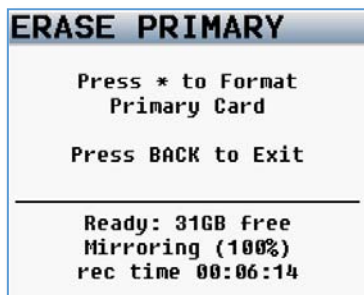 ERASE PRIMARY
Press * to Format
Primary Card
Press BACK to Exit
Ready: 31GB free
Mirroring (100%)
rec time 00:06:14